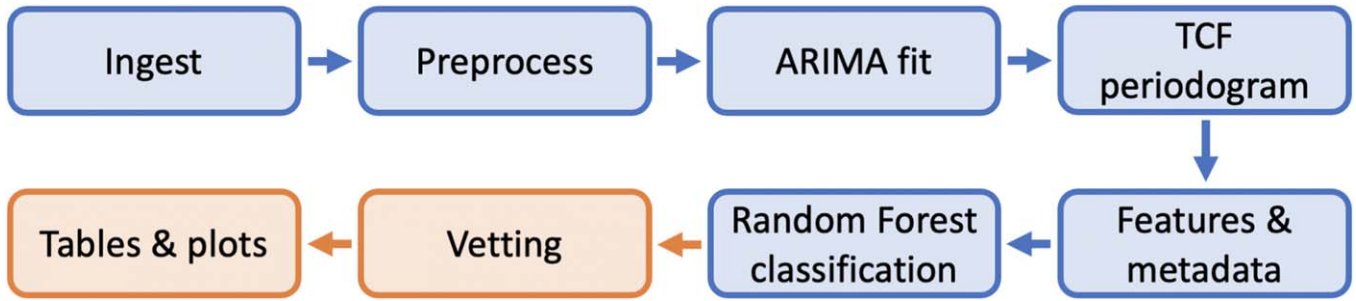 Ingest
Preprocess
ARIMA fit
TCF
periodogram
Features &
metadata
Random Forest
classification
Vetting
Tables & plots